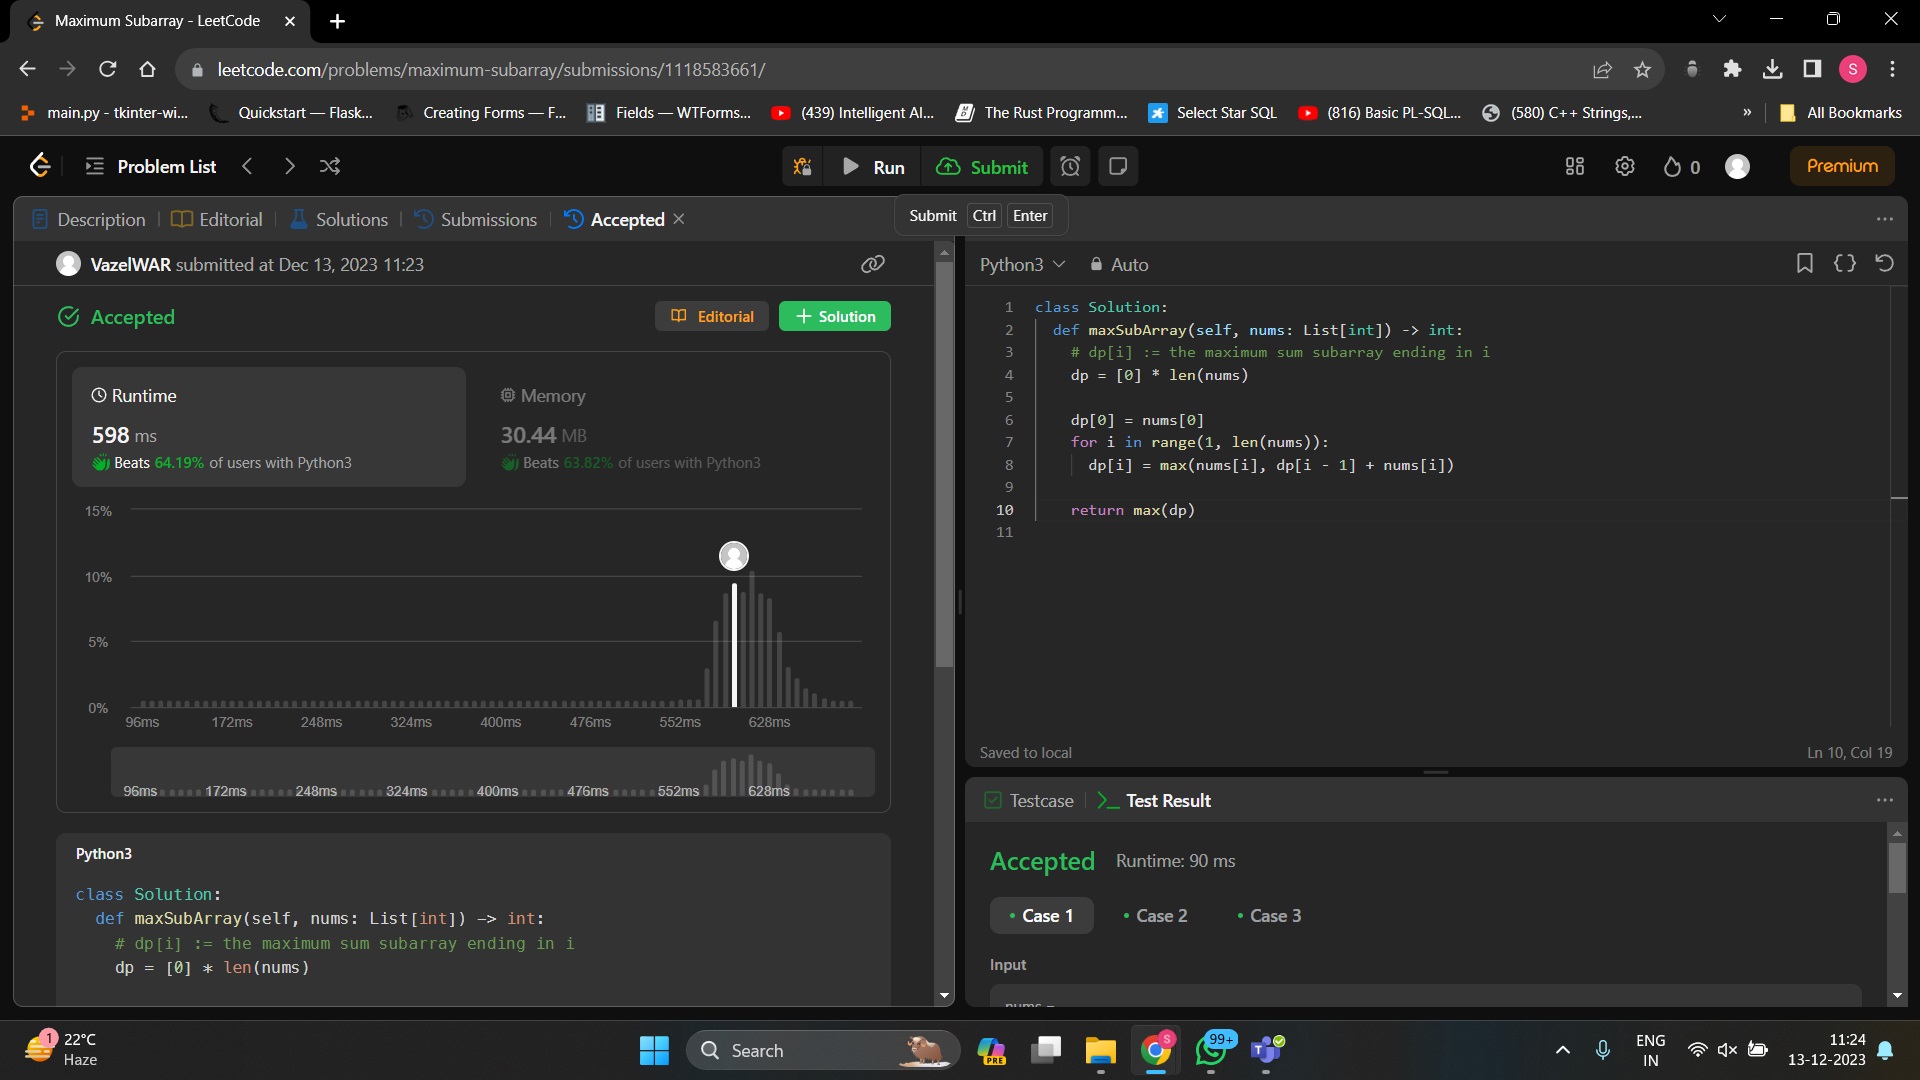 Maximum Subarray - LeetCode
leetcode.com/problems/maximum-subarray/submissions/1118583661/
S
main.py - tkinter-wi...
Quickstart — Flask...
Creating Forms — F...
Fields — WTForms...
(439) Intelligent Al...
The Rust Programm...
Select Star SQL
(816) Basic PL-SQL...
(580) C++ Strings,...
»
All Bookmarks
Problem List
Run
Submit
0
Premium
Description
Editorial
Solutions
Submissions
Accepted
Submit Ctrl Enter
VazelWAR submitted at Dec 13, 2023 11:23
Accepted
Editorial
Solution
Runtime
598 ms
Beats 64.19% of users with Python3
Memory
30.44 MB
Beats 63.82% of users with Python3
15%
10%
5%
0%
96ms 172ms 248ms 324ms 400ms 476ms 552ms 628ms
96ms 172ms 248ms 324ms 400ms 476ms 552ms 628ms
Python3
class Solution:
def maxSubArray(self, nums: List[int]) -> int:
# dp[i] := the maximum sum subarray ending in i
dp = [0] * len(nums)
Python3
Auto
1 class Solution:
2 def maxSubArray(self, nums: List[int]) -> int:
3 # dp[i] := the maximum sum subarray ending in i
4 dp = [0] * len(nums)
5
6 dp[0] = nums[0]
7 for i in range(1, len(nums)):
8 dp[i] = max(nums[i], dp[i - 1] + nums[i])
9
10 return max(dp)
11
Saved to local
Ln 10, Col 19
Testcase
Test Result
Accepted Runtime: 90 ms
Case 1
Case 2
Case 3
Input
nums =
1
22°C
Haze
Search
PRE
S
99+
ENG
IN
11:24
13-12-2023